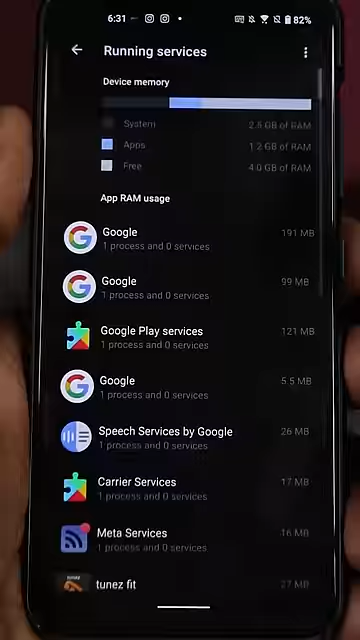 6:31
82%
Running services
Device memory
System 2.5 GB of RAM
Apps 1.2 GB of RAM
Free 4.0 GB of RAM
App RAM usage
Google 191 MB
1 process and 0 services
Google 99 MB
1 process and 0 services
Google Play services 121 MB
1 process and 0 services
Google 5.5 MB
1 process and 0 services
Speech Services by Google 26 MB
1 process and 0 services
Carrier Services 17 MB
1 process and 0 services
Meta Services 16 MB
1 process and 0 services
tunez fit 27 MB